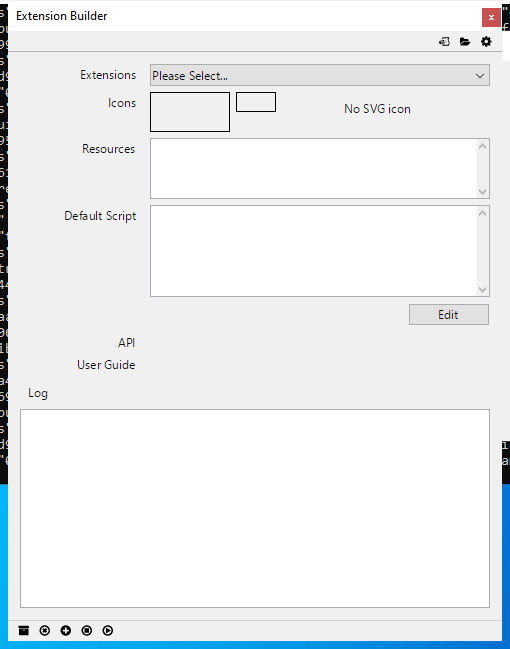 Extension Builder
Extensions
Please Select...
Icons
No SVG icon
Resources
Default Script
Edit
API
User Guide
Log